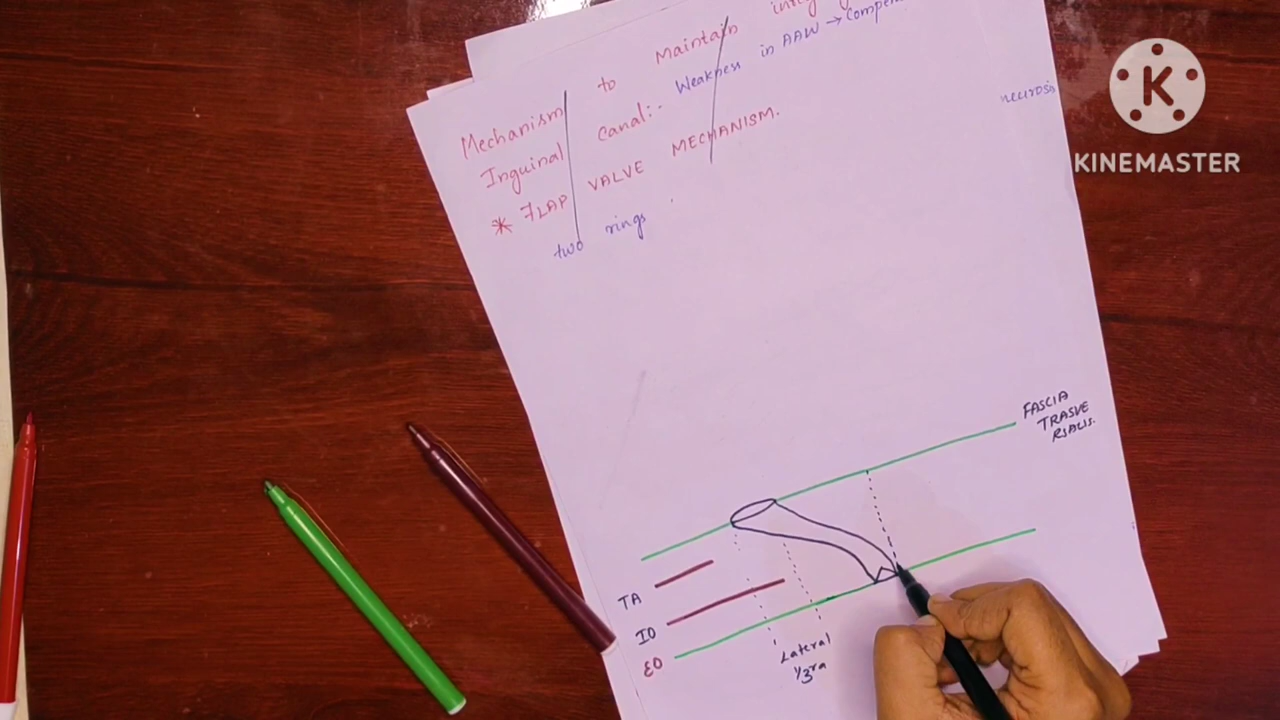 Mechanism to Maintain
Inguinal Canal:- Weakness in AAW →
* FLAP VALVE MECHANISM.
two rings
neurosis
KINEMASTER
FASCIA
TRASVE
RSALIS.
TA
IO
EO
Lateral
1/3rd